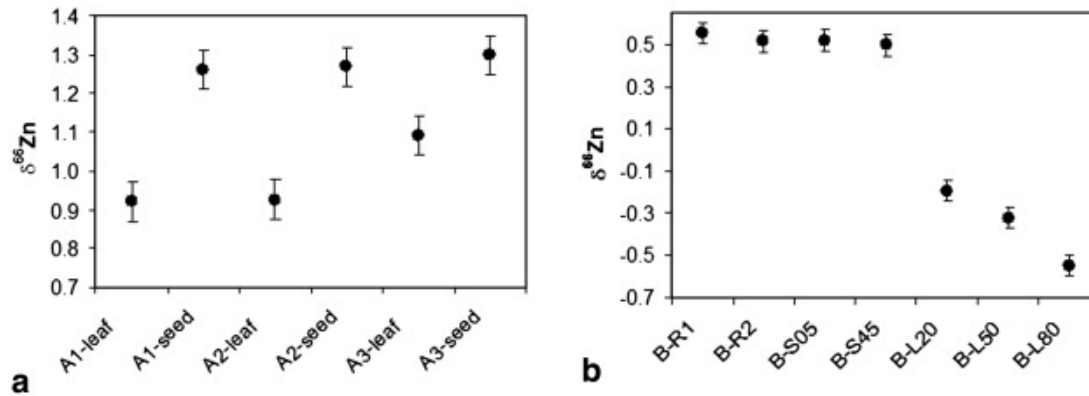 1.4
1.3
1.2
1.1
1.0
0.9
0.8
0.7
δ⁶⁶Zn
A1-leaf
A1-seed
A2-leaf
A2-seed
A3-leaf
A3-seed
a
0.5
0.3
0.1
-0.1
-0.3
-0.5
-0.7
δ⁶⁶Zn
B-R1
B-R2
B-S05
B-S45
B-L20
B-L50
B-L80
b